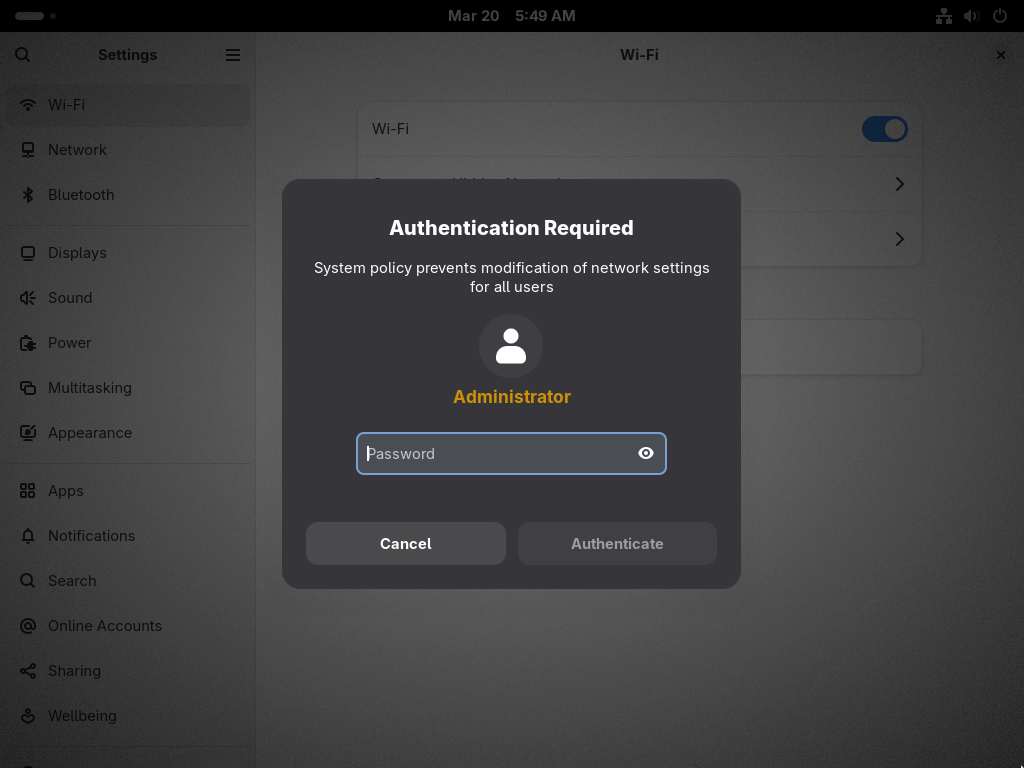 Mar 20 5:49 AM
Settings
Wi-Fi
Wi-Fi
Network
Bluetooth
Displays
Sound
Power
Multitasking
Appearance
Apps
Notifications
Search
Online Accounts
Sharing
Wellbeing
Wi-Fi
Authentication Required
System policy prevents modification of network settings
for all users
Administrator
Password
Cancel
Authenticate